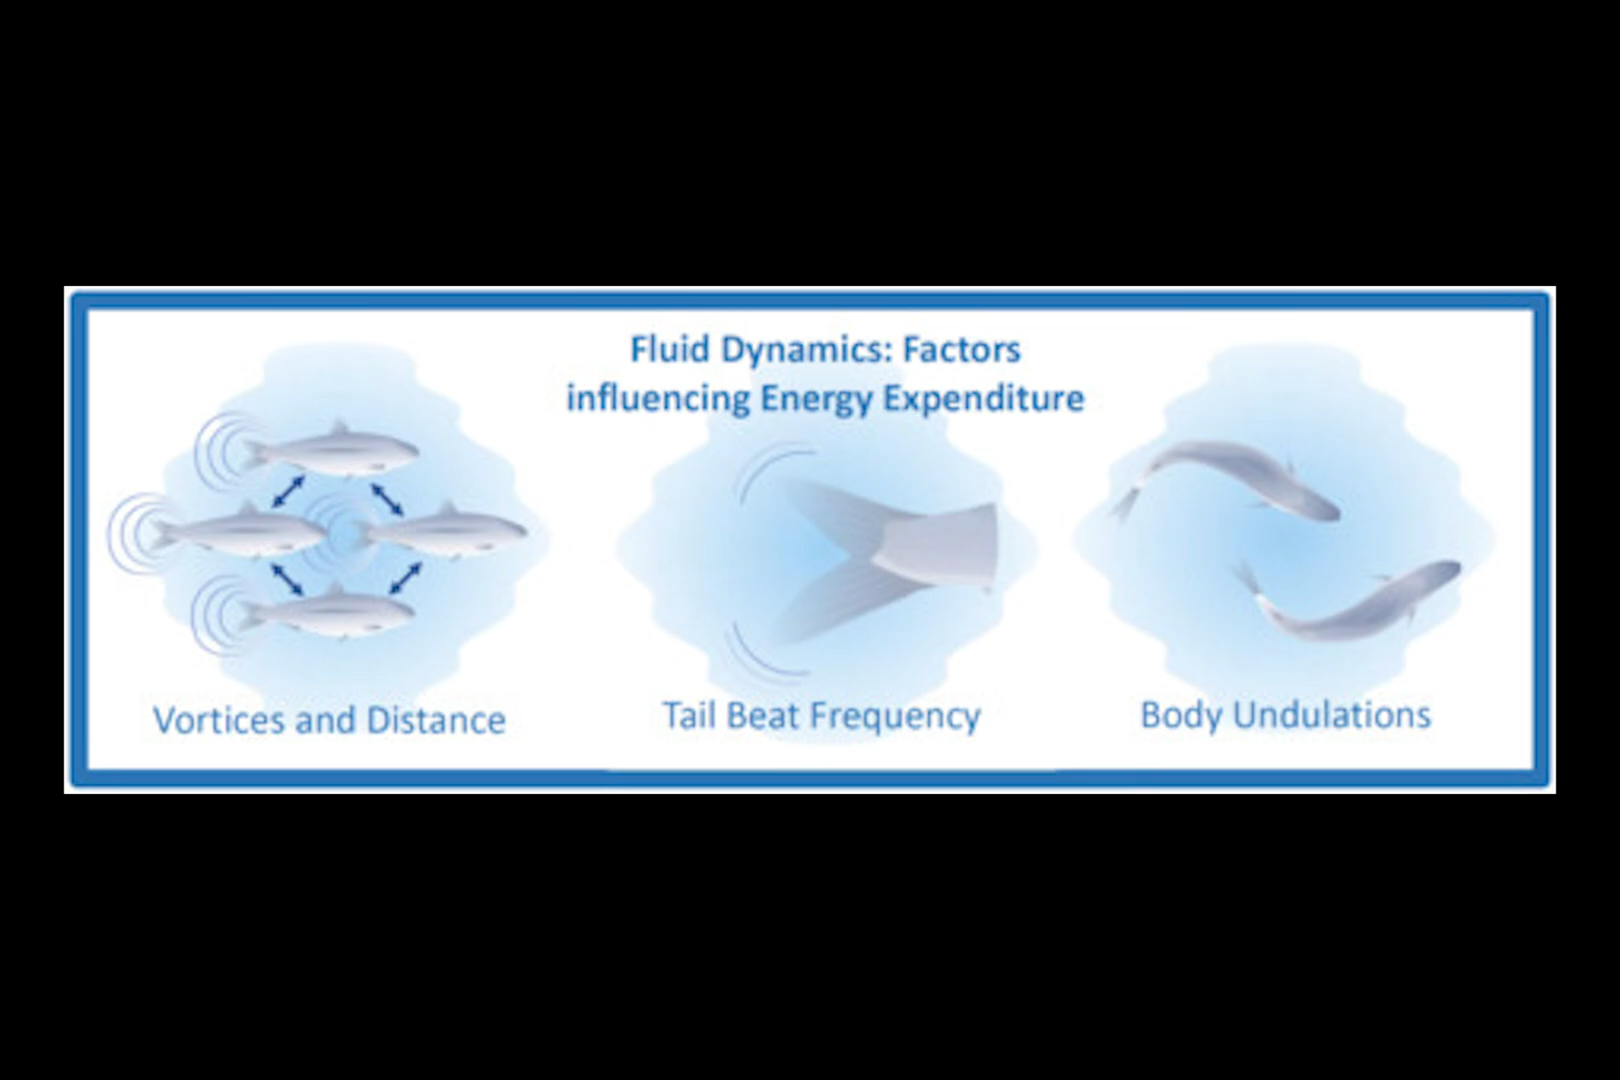 Fluid Dynamics: Factors
influencing Energy Expenditure
Vortices and Distance
Tail Beat Frequency
Body Undulations